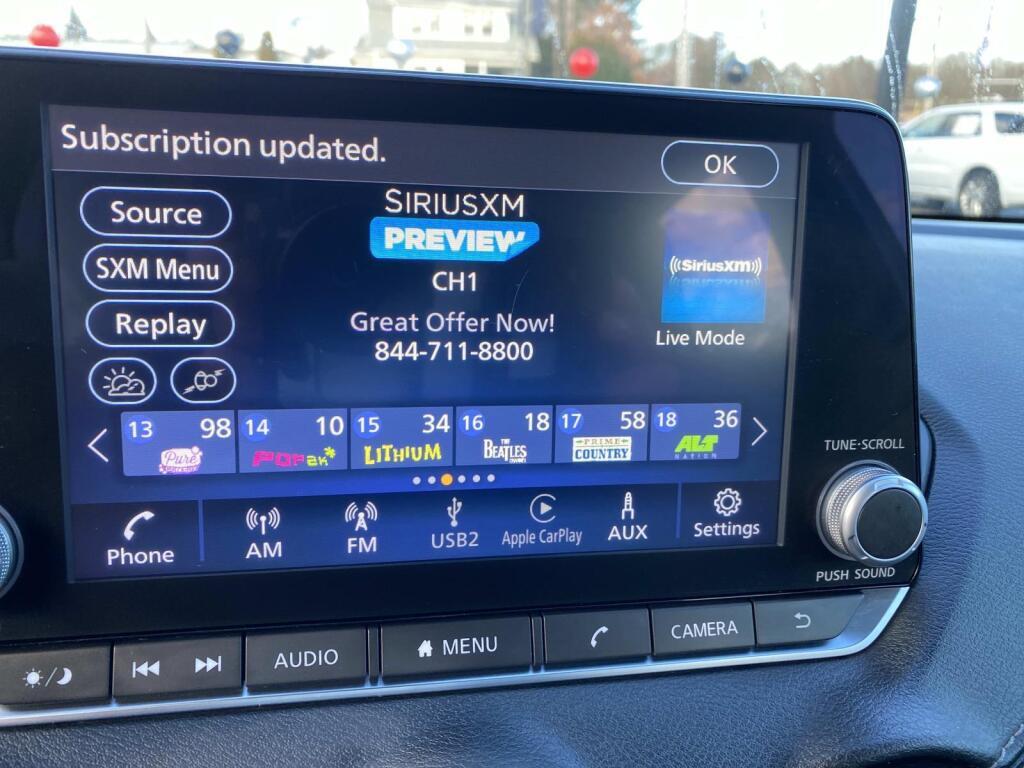 Subscription updated.
OK
Source
SXM Menu
Replay
SIRIUSXM
PREVIEW
CH1
Great Offer Now!
844-711-8800
((SiriusXM))
Live Mode
13 98
Pure
14 10
POP2K*
15 34
LITHIUM
16 18
THE
BEATLES
CHANNEL
17 58
PRIME
COUNTRY
18 36
ALT
NATION
Phone
AM
FM
USB2
Apple CarPlay
AUX
Settings
TUNE·SCROLL
PUSH SOUND
AUDIO
MENU
CAMERA